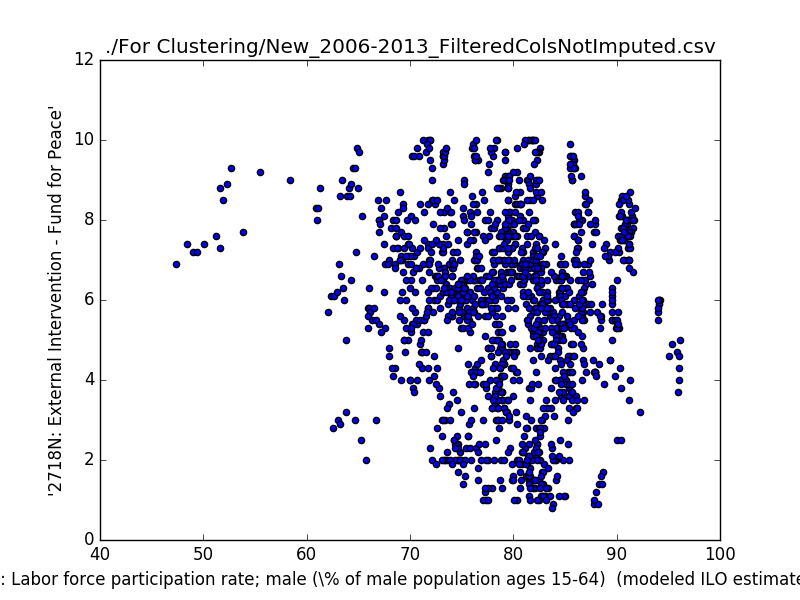 ./For Clustering/New_2006-2013_FilteredColsNotImputed.csv
12
10
8
6
4
2
0
'2718N: External Intervention - Fund for Peace'
40 50 60 70 80 90 100
: Labor force participation rate; male (\% of male population ages 15-64) (modeled ILO estimate